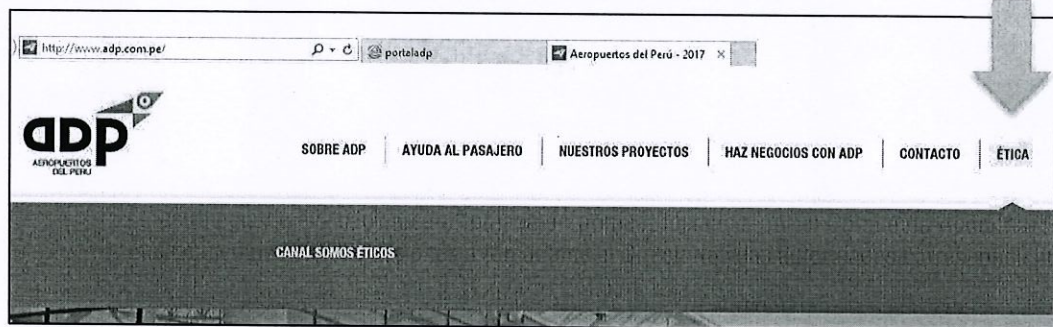 http://www.adp.com.pe/
portaladp
Aeropuertos del Perú - 2017
adp
AEROPUERTOS
DEL PERU
SOBRE ADP
AYUDA AL PASAJERO
NUESTROS PROYECTOS
HAZ NEGOCIOS CON ADP
CONTACTO
ÉTICA
CANAL SOMOS ÉTICOS